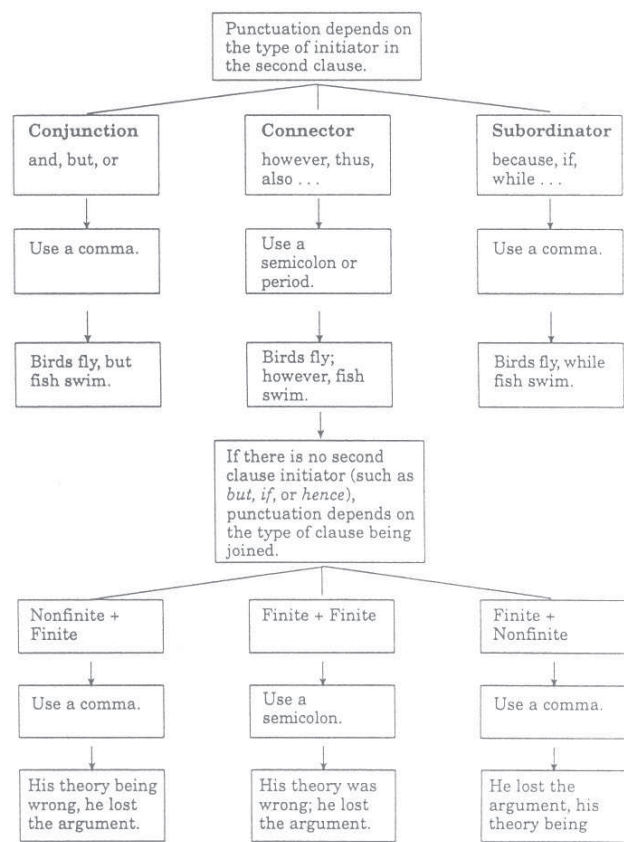 Punctuation depends on
the type of initiator in
the second clause.
Conjunction
and, but, or
Connector
however, thus,
also . . .
Subordinator
because, if,
while . . .
Use a comma.
Use a
semicolon or
period.
Use a comma.
Birds fly, but
fish swim.
Birds fly;
however, fish
swim.
Birds fly, while
fish swim.
If there is no second
clause initiator (such as
but, if, or hence),
punctuation depends on
the type of clause being
joined.
Nonfinite +
Finite
Finite + Finite
Finite +
Nonfinite
Use a comma.
Use a
semicolon.
Use a comma.
His theory being
wrong, he lost
the argument.
His theory was
wrong; he lost
the argument.
He lost the
argument, his
theory being